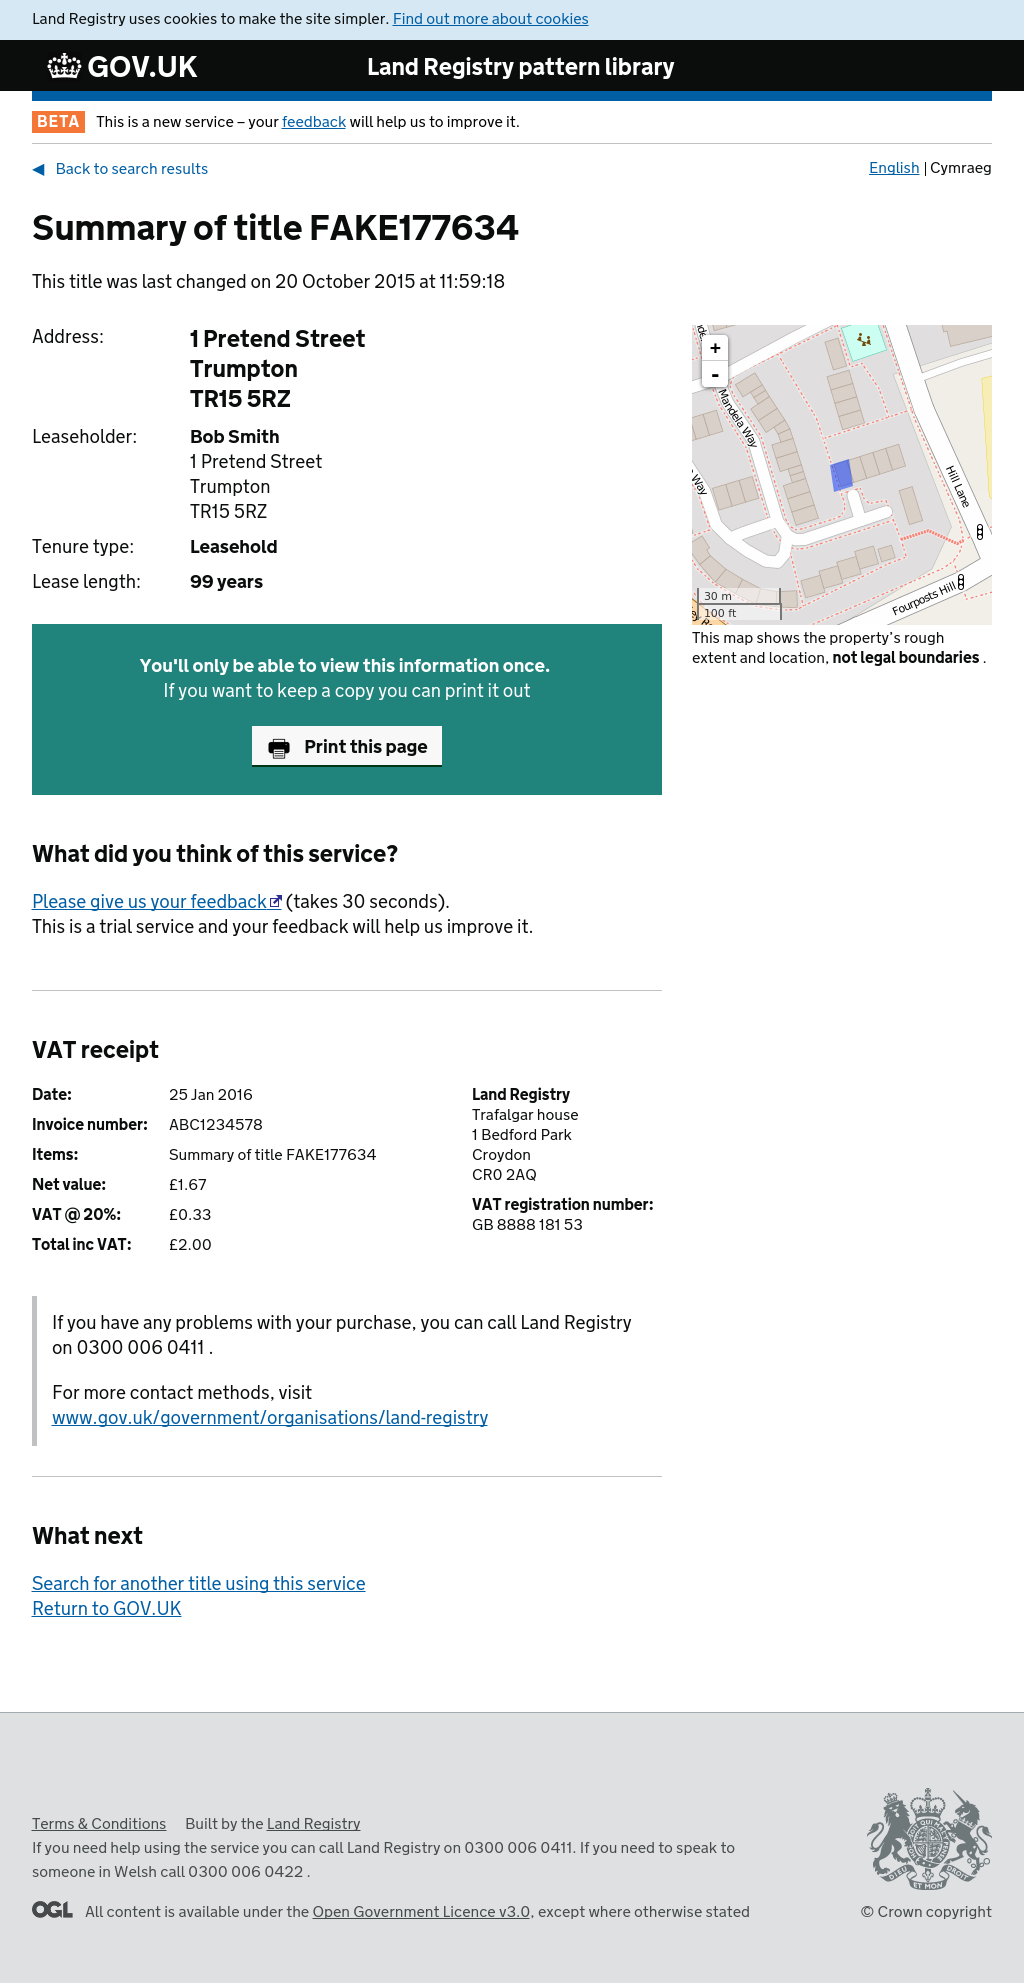 Land Registry uses cookies to make the site simpler. Find out more about cookies
GOV.UK
Land Registry pattern library
BETA This is a new service – your feedback will help us to improve it.
◀ Back to search results
English | Cymraeg
Summary of title FAKE177634
This title was last changed on 20 October 2015 at 11:59:18
Address: 1 Pretend Street
Trumpton
TR15 5RZ
Leaseholder: Bob Smith
1 Pretend Street
Trumpton
TR15 5RZ
Tenure type: Leasehold
Lease length: 99 years
+
-
Mandela Way
Way
Hill Lane
Fourposts Hill
30 m
100 ft
This map shows the property's rough
extent and location, not legal boundaries .
You'll only be able to view this information once.
If you want to keep a copy you can print it out
Print this page
What did you think of this service?
Please give us your feedback (takes 30 seconds).
This is a trial service and your feedback will help us improve it.
VAT receipt
Date: 25 Jan 2016
Invoice number: ABC1234578
Items: Summary of title FAKE177634
Net value: £1.67
VAT @ 20%: £0.33
Total inc VAT: £2.00
Land Registry
Trafalgar house
1 Bedford Park
Croydon
CR0 2AQ
VAT registration number:
GB 8888 181 53
If you have any problems with your purchase, you can call Land Registry
on 0300 006 0411 .
For more contact methods, visit
www.gov.uk/government/organisations/land-registry
What next
Search for another title using this service
Return to GOV.UK
Terms & Conditions Built by the Land Registry
If you need help using the service you can call Land Registry on 0300 006 0411. If you need to speak to
someone in Welsh call 0300 006 0422 .
OGL All content is available under the Open Government Licence v3.0, except where otherwise stated
DIEU ET MON DROIT
© Crown copyright